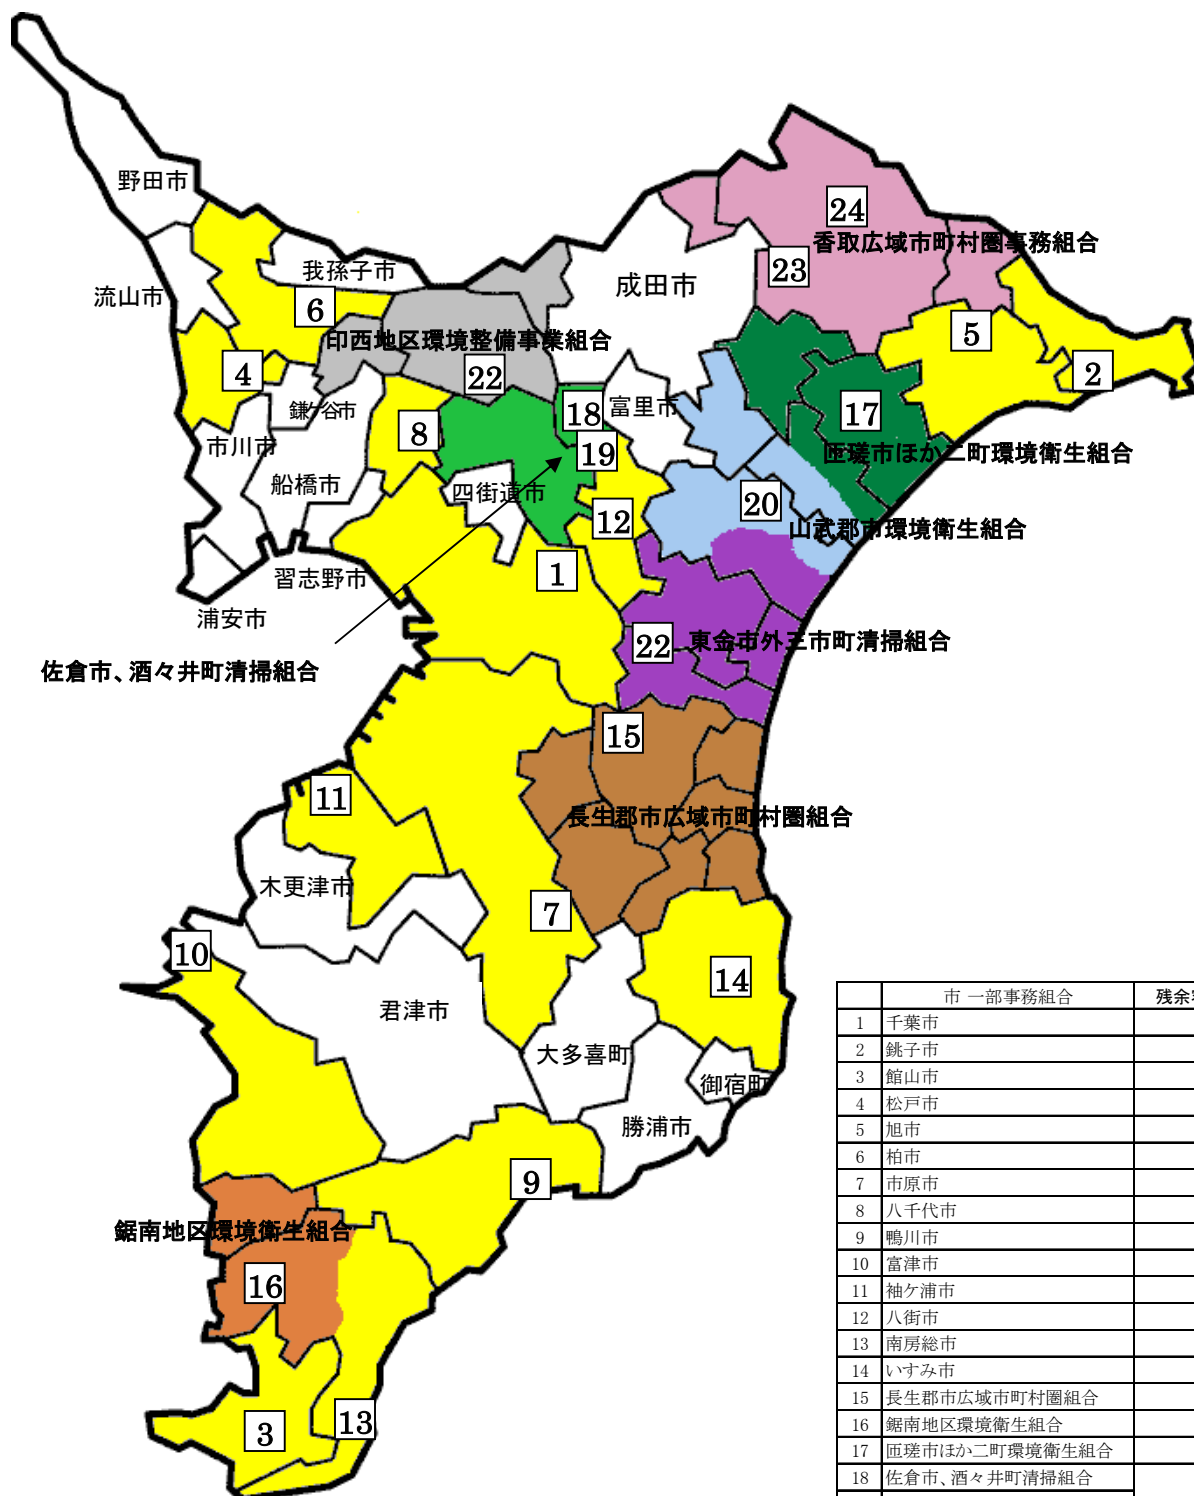 野田市
24
香取広域市町村圏事務組合
23
我孫子市
成田市
流山市
6
5
印西地区環境整備事業組合
4
22
2
鎌ケ谷市
18
富里市
17
8
市川市
19
匝瑳市ほか二町環境衛生組合
船橋市
四街道市
20
12
山武郡市環境衛生組合
1
習志野市
浦安市
22
東金市外三市町清掃組合
佐倉市、酒々井町清掃組合
15
11
長生郡市広域市町村圏組合
木更津市
7
10
14
君津市
大多喜町
御宿町
勝浦市
9
鋸南地区環境衛生組合
16
3
13
市 一部事務組合 残余
1 千葉市
2 銚子市
3 館山市
4 松戸市
5 旭市
6 柏市
7 市原市
8 八千代市
9 鴨川市
10 富津市
11 袖ケ浦市
12 八街市
13 南房総市
14 いすみ市
15 長生郡市広域市町村圏組合
16 鋸南地区環境衛生組合
17 匝瑳市ほか二町環境衛生組合
18 佐倉市、酒々井町清掃組合